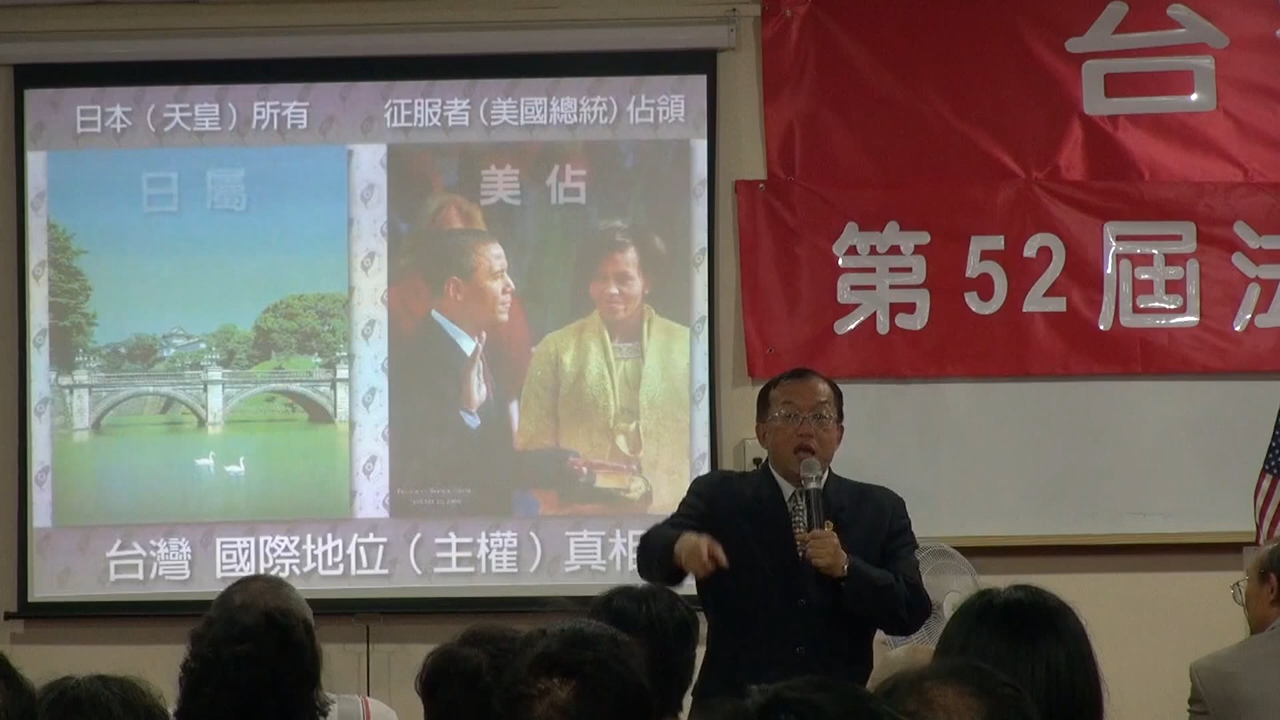 日本（天皇）所有
征服者（美國總統）佔領
日屬
美佔
台灣 國際地位（主權）真相
台
第52屆法